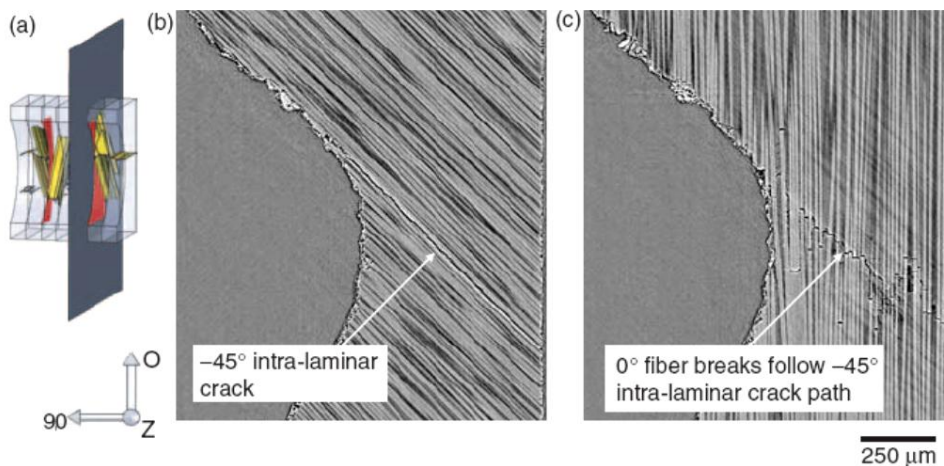 (a)
(b)
(c)
–45° intra-laminar
crack
0° fiber breaks follow –45°
intra-laminar crack path
O
90
Z
250 μm